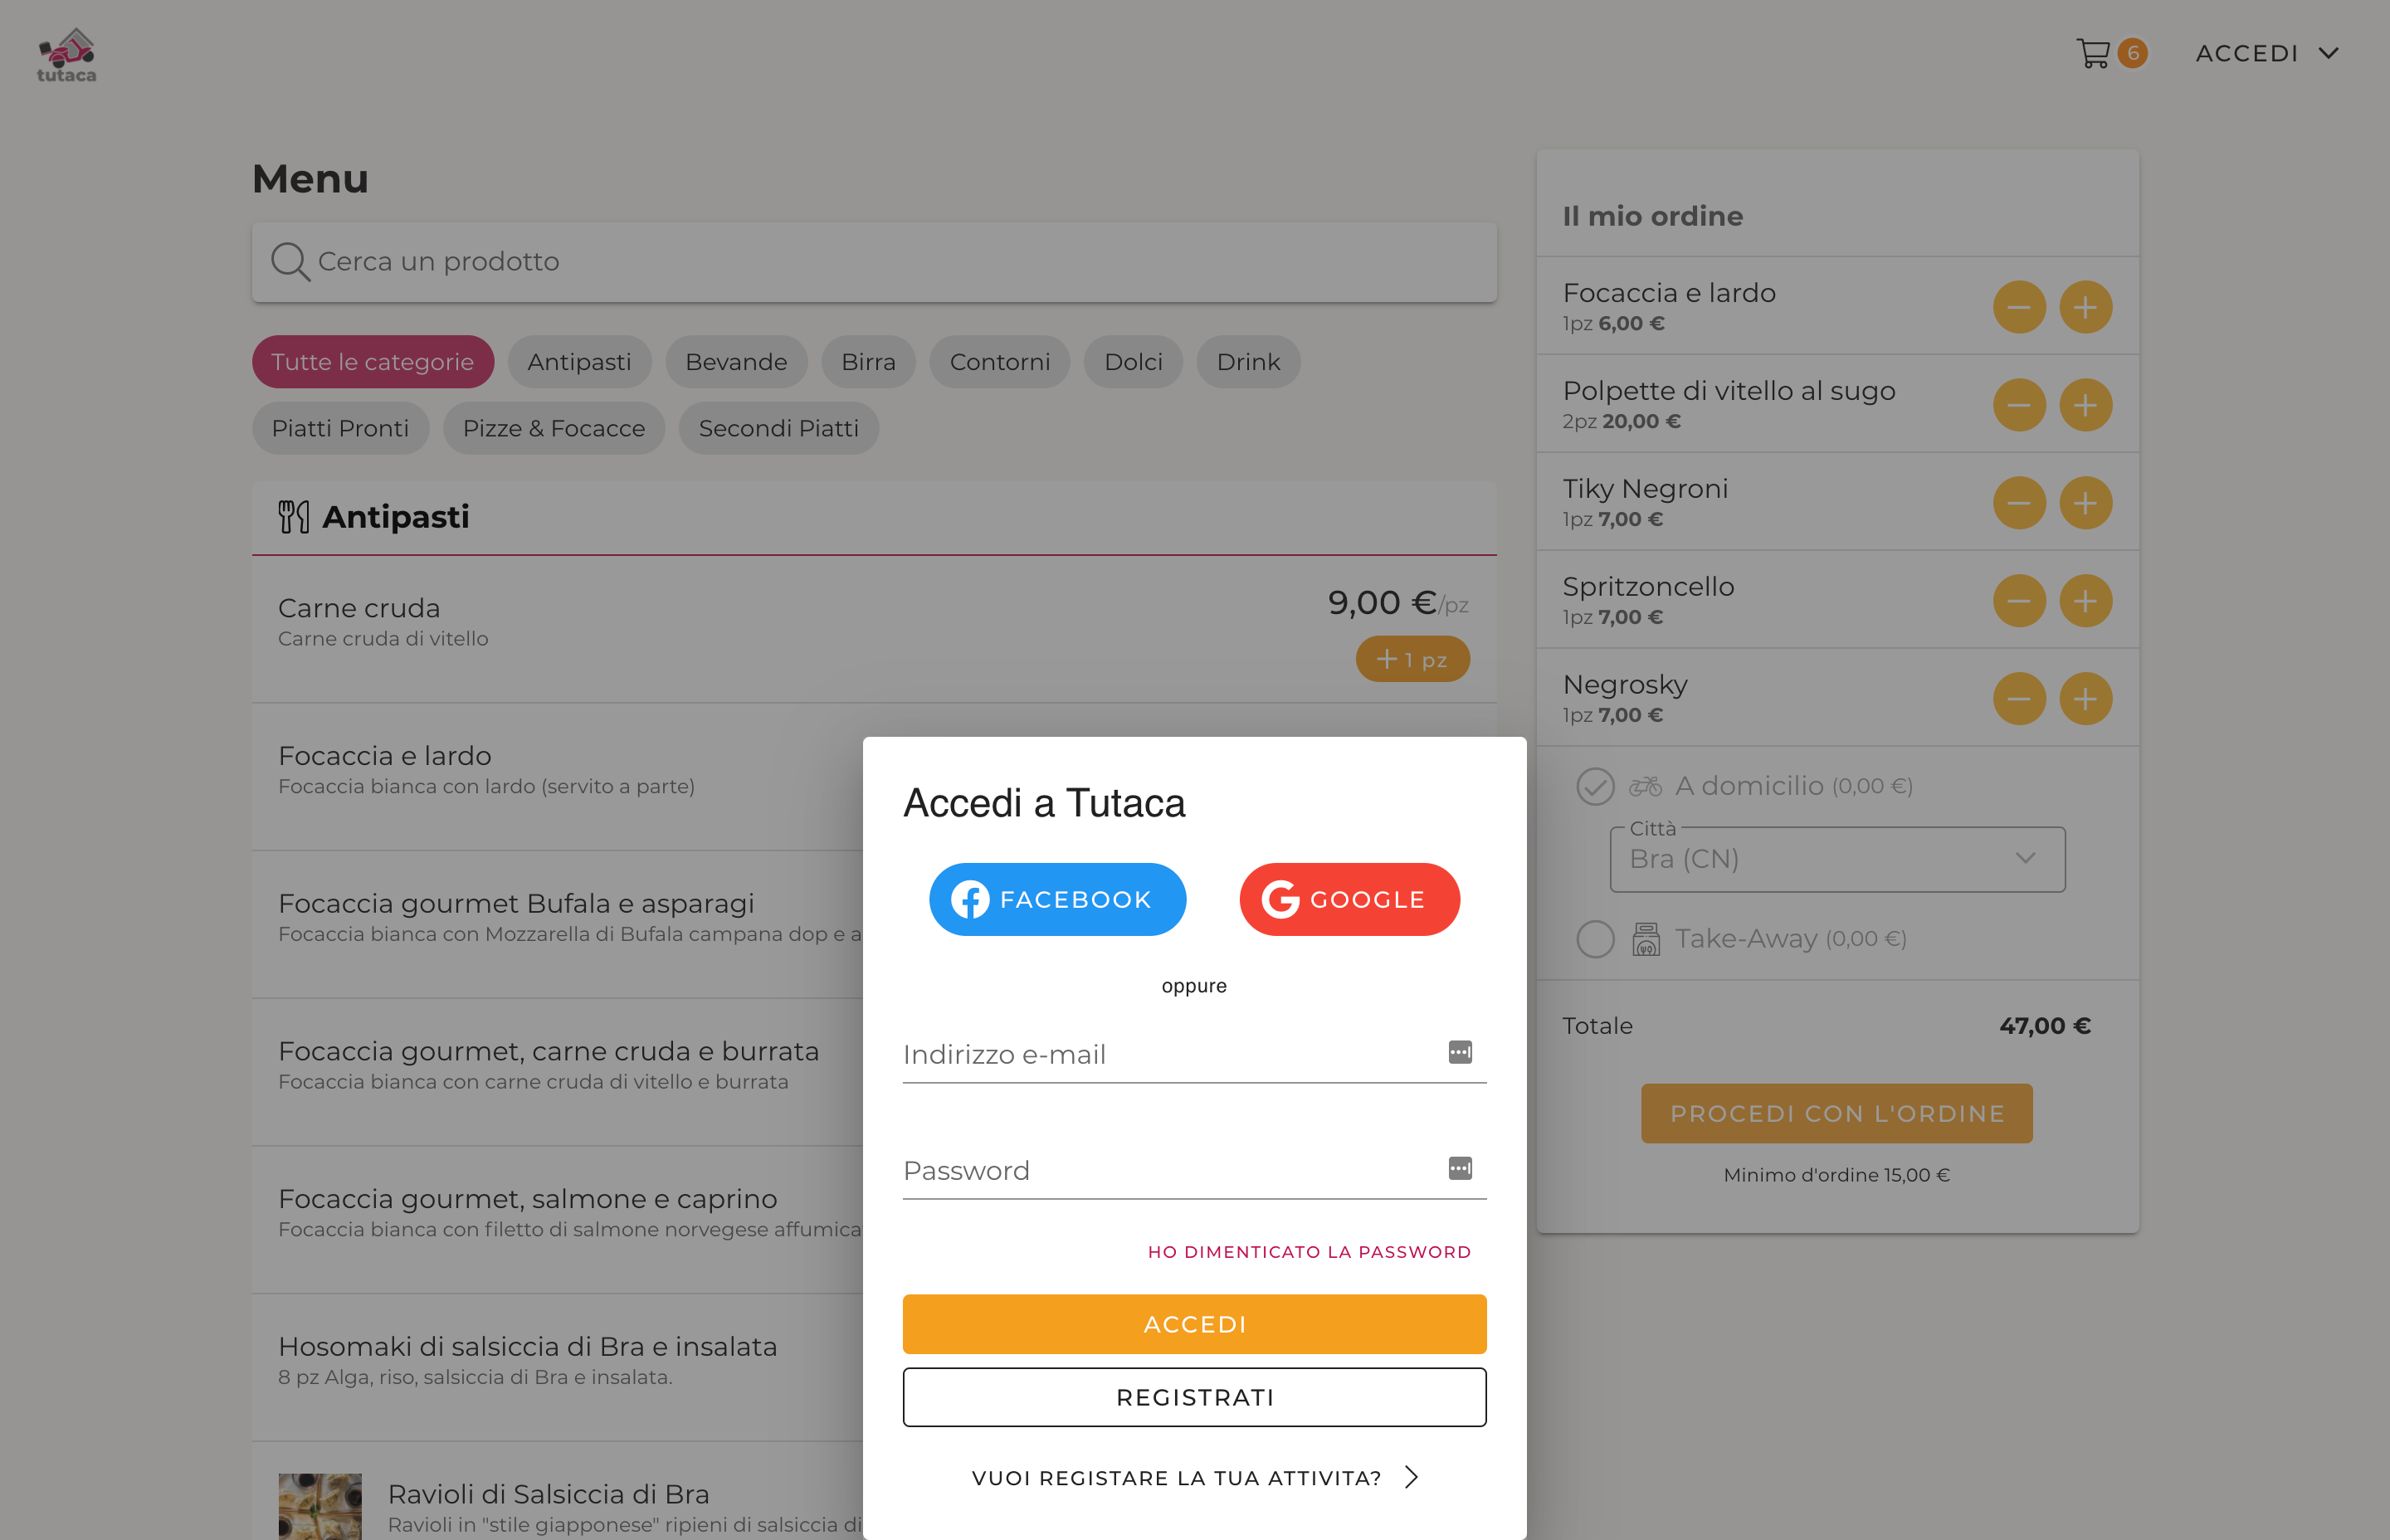 tutaca
6
ACCEDI
Menu
Cerca un prodotto
Tutte le categorie
Antipasti
Bevande
Birra
Contorni
Dolci
Drink
Piatti Pronti
Pizze & Focacce
Secondi Piatti
Antipasti
Carne cruda
Carne cruda di vitello
9,00 €/pz
+ 1 pz
Focaccia e lardo
Focaccia bianca con lardo (servito a parte)
Focaccia gourmet Bufala e asparagi
Focaccia bianca con Mozzarella di Bufala campana dop e a
Focaccia gourmet, carne cruda e burrata
Focaccia bianca con carne cruda di vitello e burrata
Focaccia gourmet, salmone e caprino
Focaccia bianca con filetto di salmone norvegese affumica
Hosomaki di salsiccia di Bra e insalata
8 pz Alga, riso, salsiccia di Bra e insalata.
Ravioli di Salsiccia di Bra
Ravioli in "stile giapponese" ripieni di salsiccia di
Accedi a Tutaca
FACEBOOK
GOOGLE
oppure
Indirizzo e-mail
Password
HO DIMENTICATO LA PASSWORD
ACCEDI
REGISTRATI
VUOI REGISTARE LA TUA ATTIVITA?
Il mio ordine
Focaccia e lardo
1pz 6,00 €
Polpette di vitello al sugo
2pz 20,00 €
Tiky Negroni
1pz 7,00 €
Spritzoncello
1pz 7,00 €
Negrosky
1pz 7,00 €
A domicilio (0,00 €)
Città
Bra (CN)
Take-Away (0,00 €)
Totale
47,00 €
PROCEDI CON L'ORDINE
Minimo d'ordine 15,00 €